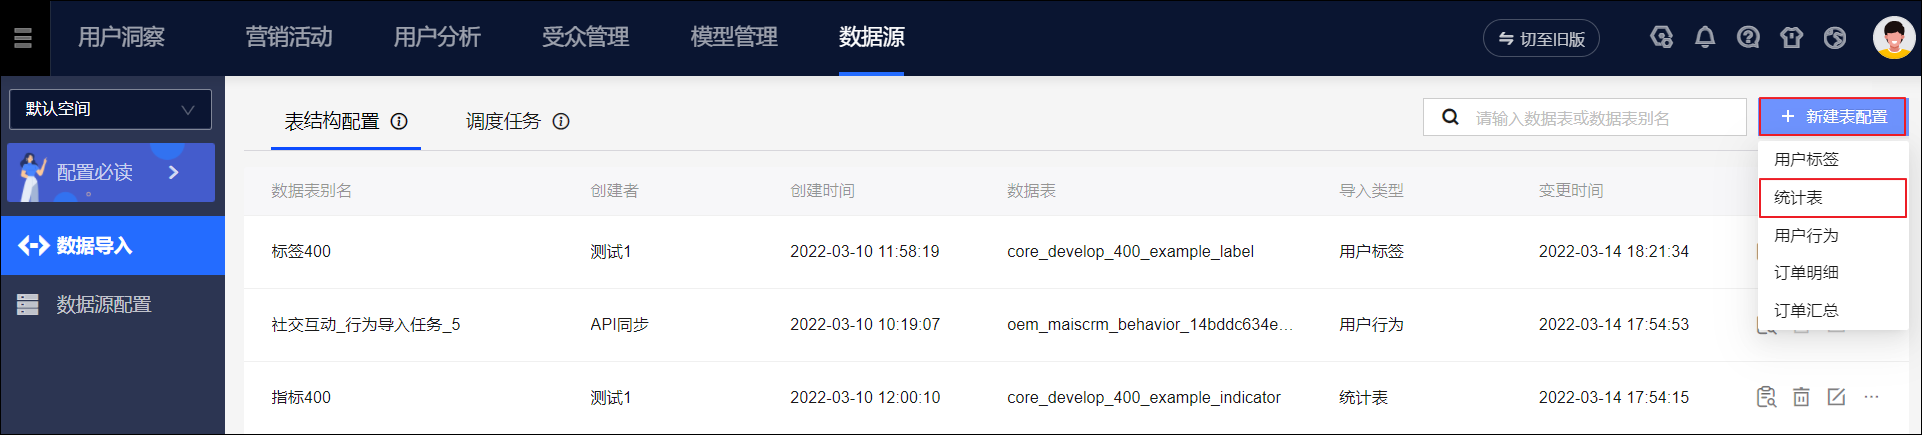 用户洞察 营销活动 用户分析 受众管理 模型管理 数据源 切至旧版
默认空间
配置必读
数据导入
数据源配置
表结构配置 调度任务 请输入数据表或数据表别名 + 新建表配置
用户标签
统计表
用户行为
订单明细
订单汇总
数据表别名 创建者 创建时间 数据表 导入类型 变更时间
标签400 测试1 2022-03-10 11:58:19 core_develop_400_example_label 用户标签 2022-03-14 18:21:34
社交互动_行为导入任务_5 API同步 2022-03-10 10:19:07 oem_maiscrm_behavior_14bddc634e... 用户行为 2022-03-14 17:54:53
指标400 测试1 2022-03-10 12:00:10 core_develop_400_example_indicator 统计表 2022-03-14 17:54:15 ...